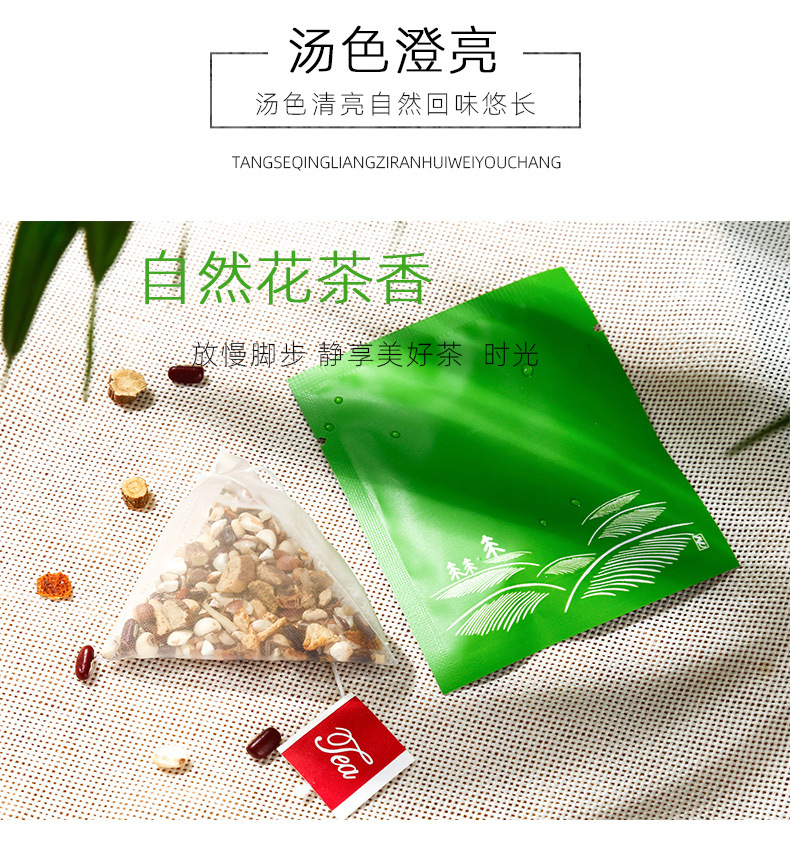 汤色澄亮
汤色清亮自然回味悠长
TANGSEQINGLIANGZIRANHUIWEIYOUCHANG
自然花茶香
放慢脚步 静享美好茶 时光
Tea